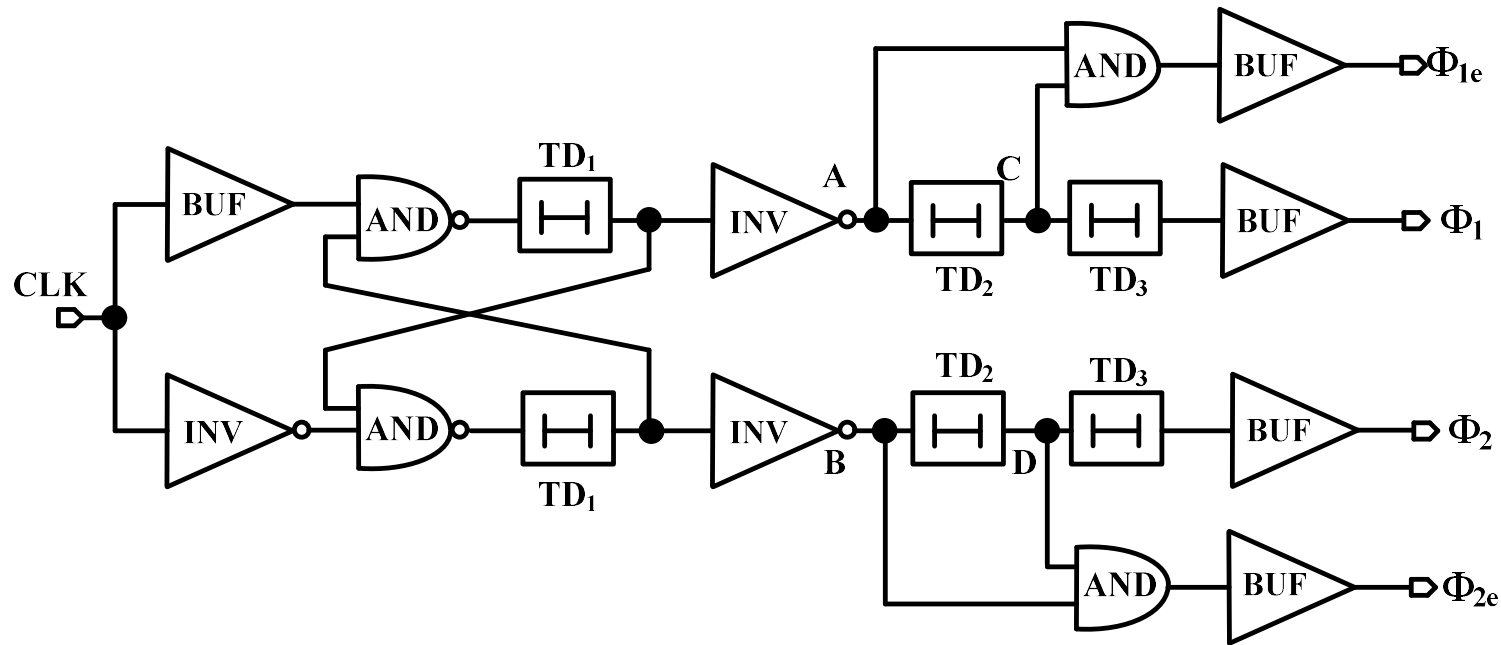 AND
BUF
Φ1e
TD1
BUF
AND
INV
A
C
BUF
Φ1
TD2
TD3
CLK
TD2
TD3
INV
AND
INV
BUF
Φ2
B
D
TD1
AND
BUF
Φ2e